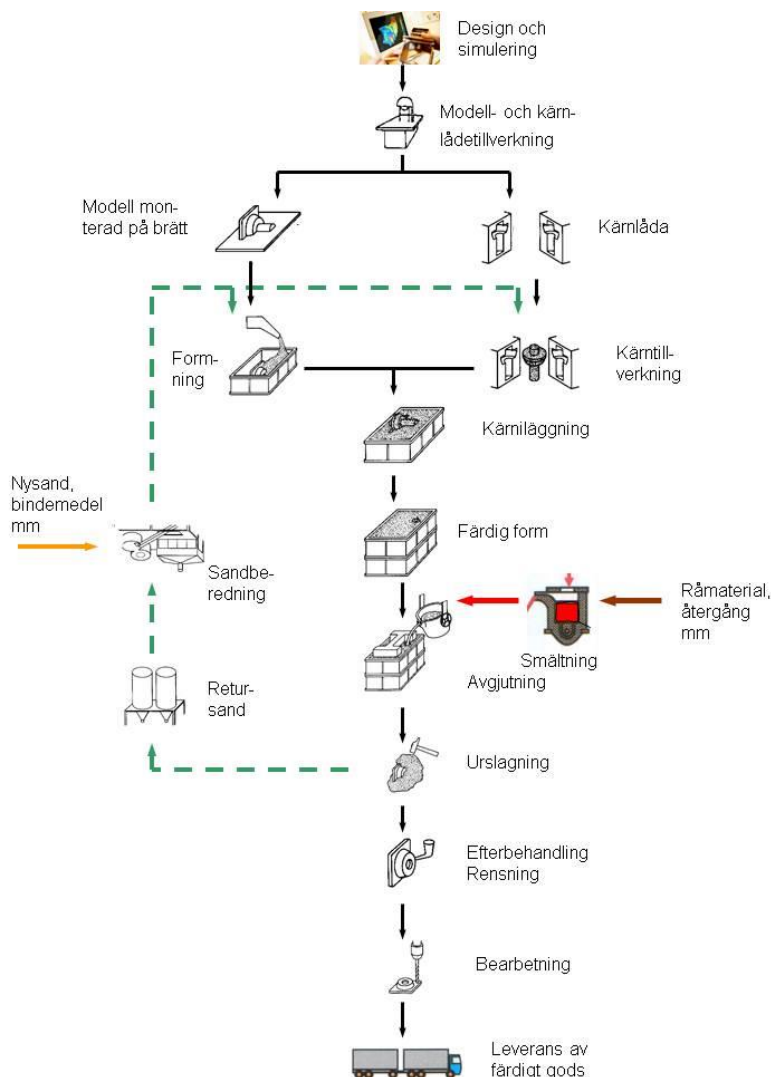 Design och
simulering
Modell- och kärn-
lådetillverkning
Modell mon-
terad på brätt
Kärnlåda
Form-
ning
Kärntill-
verkning
Kärniläggning
Nysand,
bindemedel
mm
Färdig form
Sandbe-
redning
Råmaterial,
återgång
mm
Smältning
Avgjutning
Retur-
sand
Urslagning
Efterbehandling
Rensning
Bearbetning
Leverans av
färdigt gods